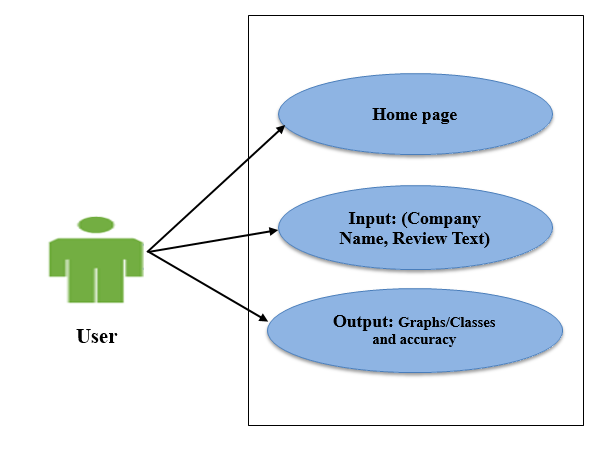 Home page
Input: (Company
Name, Review Text)
Output: Graphs/Classes
and accuracy
User